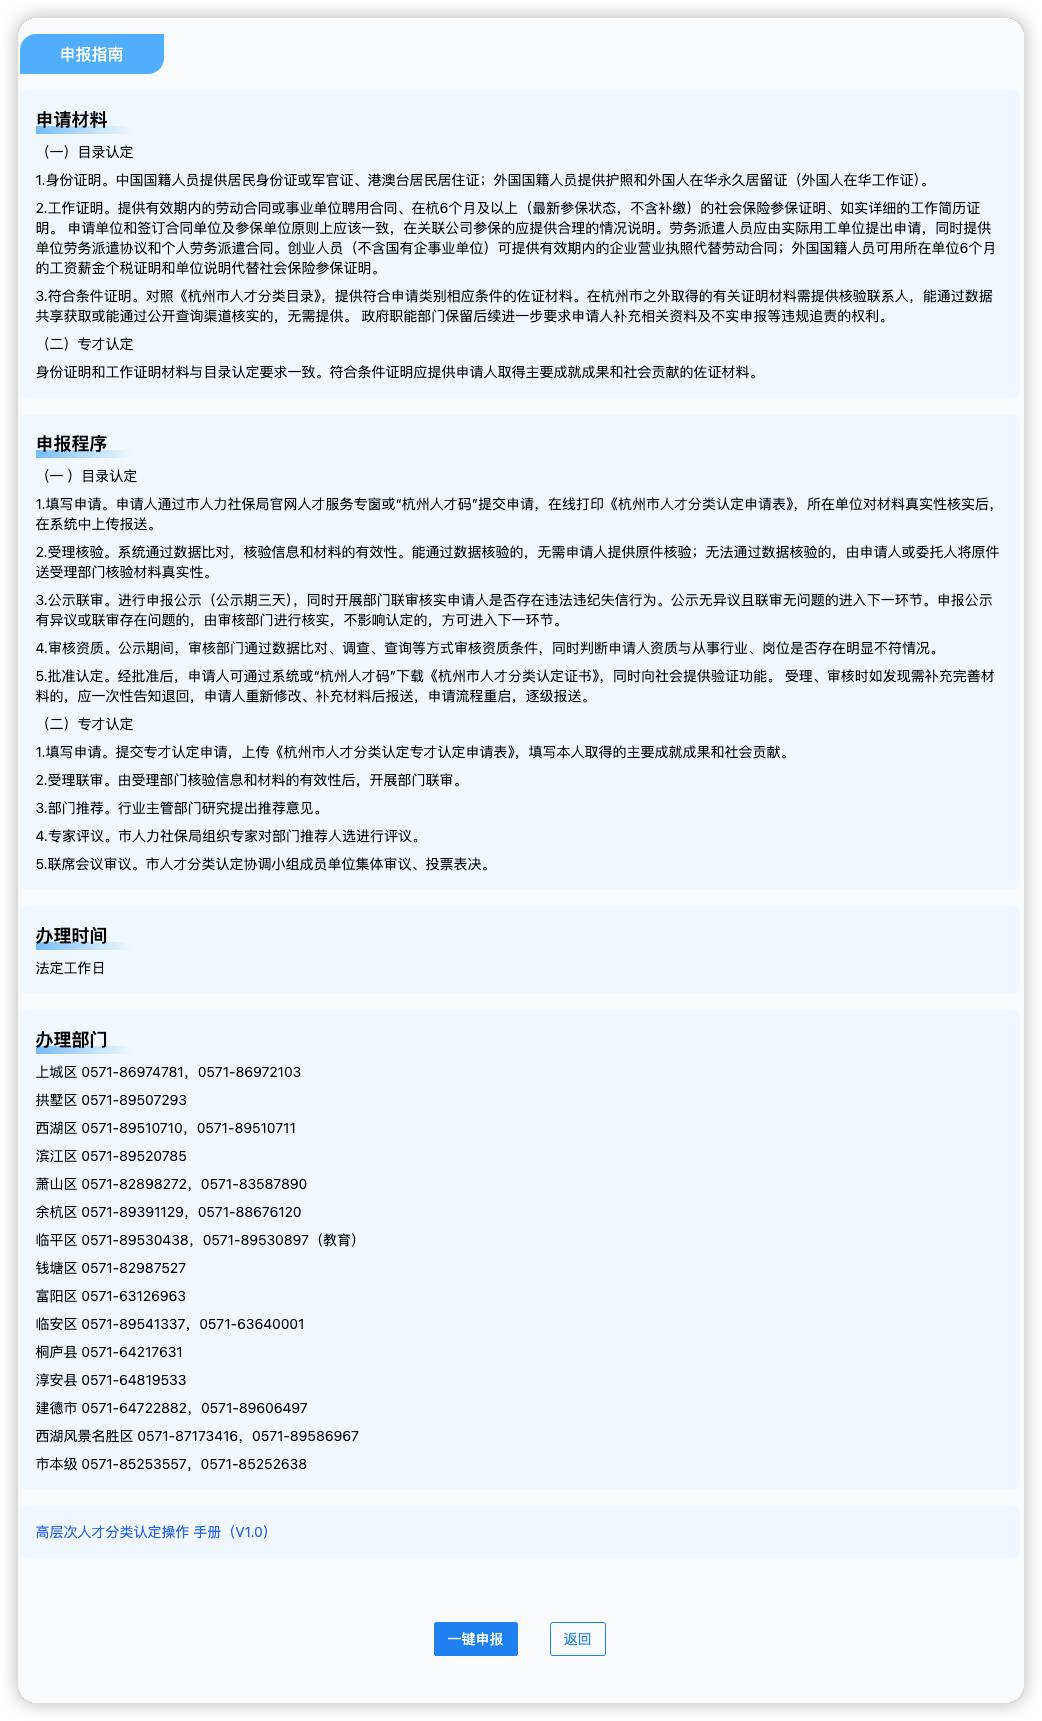 申报指南
申请材料
（一）目录认定
1.身份证明。中国国籍人员提供居民身份证或军官证、港澳台居民居住证；外国国籍人员提供护照和外国人在华永久居留证（外国人在华工作证）。
2.工作证明。提供有效期内的劳动合同或事业单位聘用合同、在杭6个月及以上（最新参保状态，不含补缴）的社会保险参保证明、如实详细的工作简历证
明。 申请单位和签订合同单位及参保单位原则上应该一致，在关联公司参保的应提供合理的情况说明。劳务派遣人员应由实际用工单位提出申请，同时提供
单位劳务派遣协议和个人劳务派遣合同。创业人员（不含国有企事业单位）可提供有效期内的企业营业执照代替劳动合同；外国国籍人员可用所在单位6个月
的工资薪金个税证明和单位说明代替社会保险参保证明。
3.符合条件证明。对照《杭州市人才分类目录》，提供符合申请类别相应条件的佐证材料。在杭州市之外取得的有关证明材料需提供核验联系人，能通过数据
共享获取或能通过公开查询渠道核实的，无需提供。 政府职能部门保留后续进一步要求申请人补充相关资料及不实申报等违规追责的权利。
（二）专才认定
身份证明和工作证明材料与目录认定要求一致。符合条件证明应提供申请人取得主要成就成果和社会贡献的佐证材料。
申报程序
（一 ）目录认定
1.填写申请。申请人通过市人力社保局官网人才服务专窗或“杭州人才码”提交申请，在线打印《杭州市人才分类认定申请表》，所在单位对材料真实性核实后，
在系统中上传报送。
2.受理核验。系统通过数据比对，核验信息和材料的有效性。能通过数据核验的，无需申请人提供原件核验；无法通过数据核验的，由申请人或委托人将原件
送受理部门核验材料真实性。
3.公示联审。进行申报公示（公示期三天），同时开展部门联审核实申请人是否存在违法违纪失信行为。公示无异议且联审无问题的进入下一环节。申报公示
有异议或联审存在问题的，由审核部门进行核实，不影响认定的，方可进入下一环节。
4.审核资质。公示期间，审核部门通过数据比对、调查、查询等方式审核资质条件，同时判断申请人资质与从事行业、岗位是否存在明显不符情况。
5.批准认定。经批准后，申请人可通过系统或“杭州人才码”下载《杭州市人才分类认定证书》，同时向社会提供验证功能。 受理、审核时如发现需补充完善材
料的，应一次性告知退回，申请人重新修改、补充材料后报送，申请流程重启，逐级报送。
（二）专才认定
1.填写申请。提交专才认定申请，上传《杭州市人才分类认定专才认定申请表》，填写本人取得的主要成就成果和社会贡献。
2.受理联审。由受理部门核验信息和材料的有效性后，开展部门联审。
3.部门推荐。行业主管部门研究提出推荐意见。
4.专家评议。市人力社保局组织专家对部门推荐人选进行评议。
5.联席会议审议。市人才分类认定协调小组成员单位集体审议、投票表决。
办理时间
法定工作日
办理部门
上城区 0571-86974781，0571-86972103
拱墅区 0571-89507293
西湖区 0571-89510710，0571-89510711
滨江区 0571-89520785
萧山区 0571-82898272，0571-83587890
余杭区 0571-89391129，0571-88676120
临平区 0571-89530438，0571-89530897（教育）
钱塘区 0571-82987527
富阳区 0571-63126963
临安区 0571-89541337，0571-63640001
桐庐县 0571-64217631
淳安县 0571-64819533
建德市 0571-64722882，0571-89606497
西湖风景名胜区 0571-87173416，0571-89586967
市本级 0571-85253557，0571-85252638
高层次人才分类认定操作 手册（V1.0）
一键申报 返回